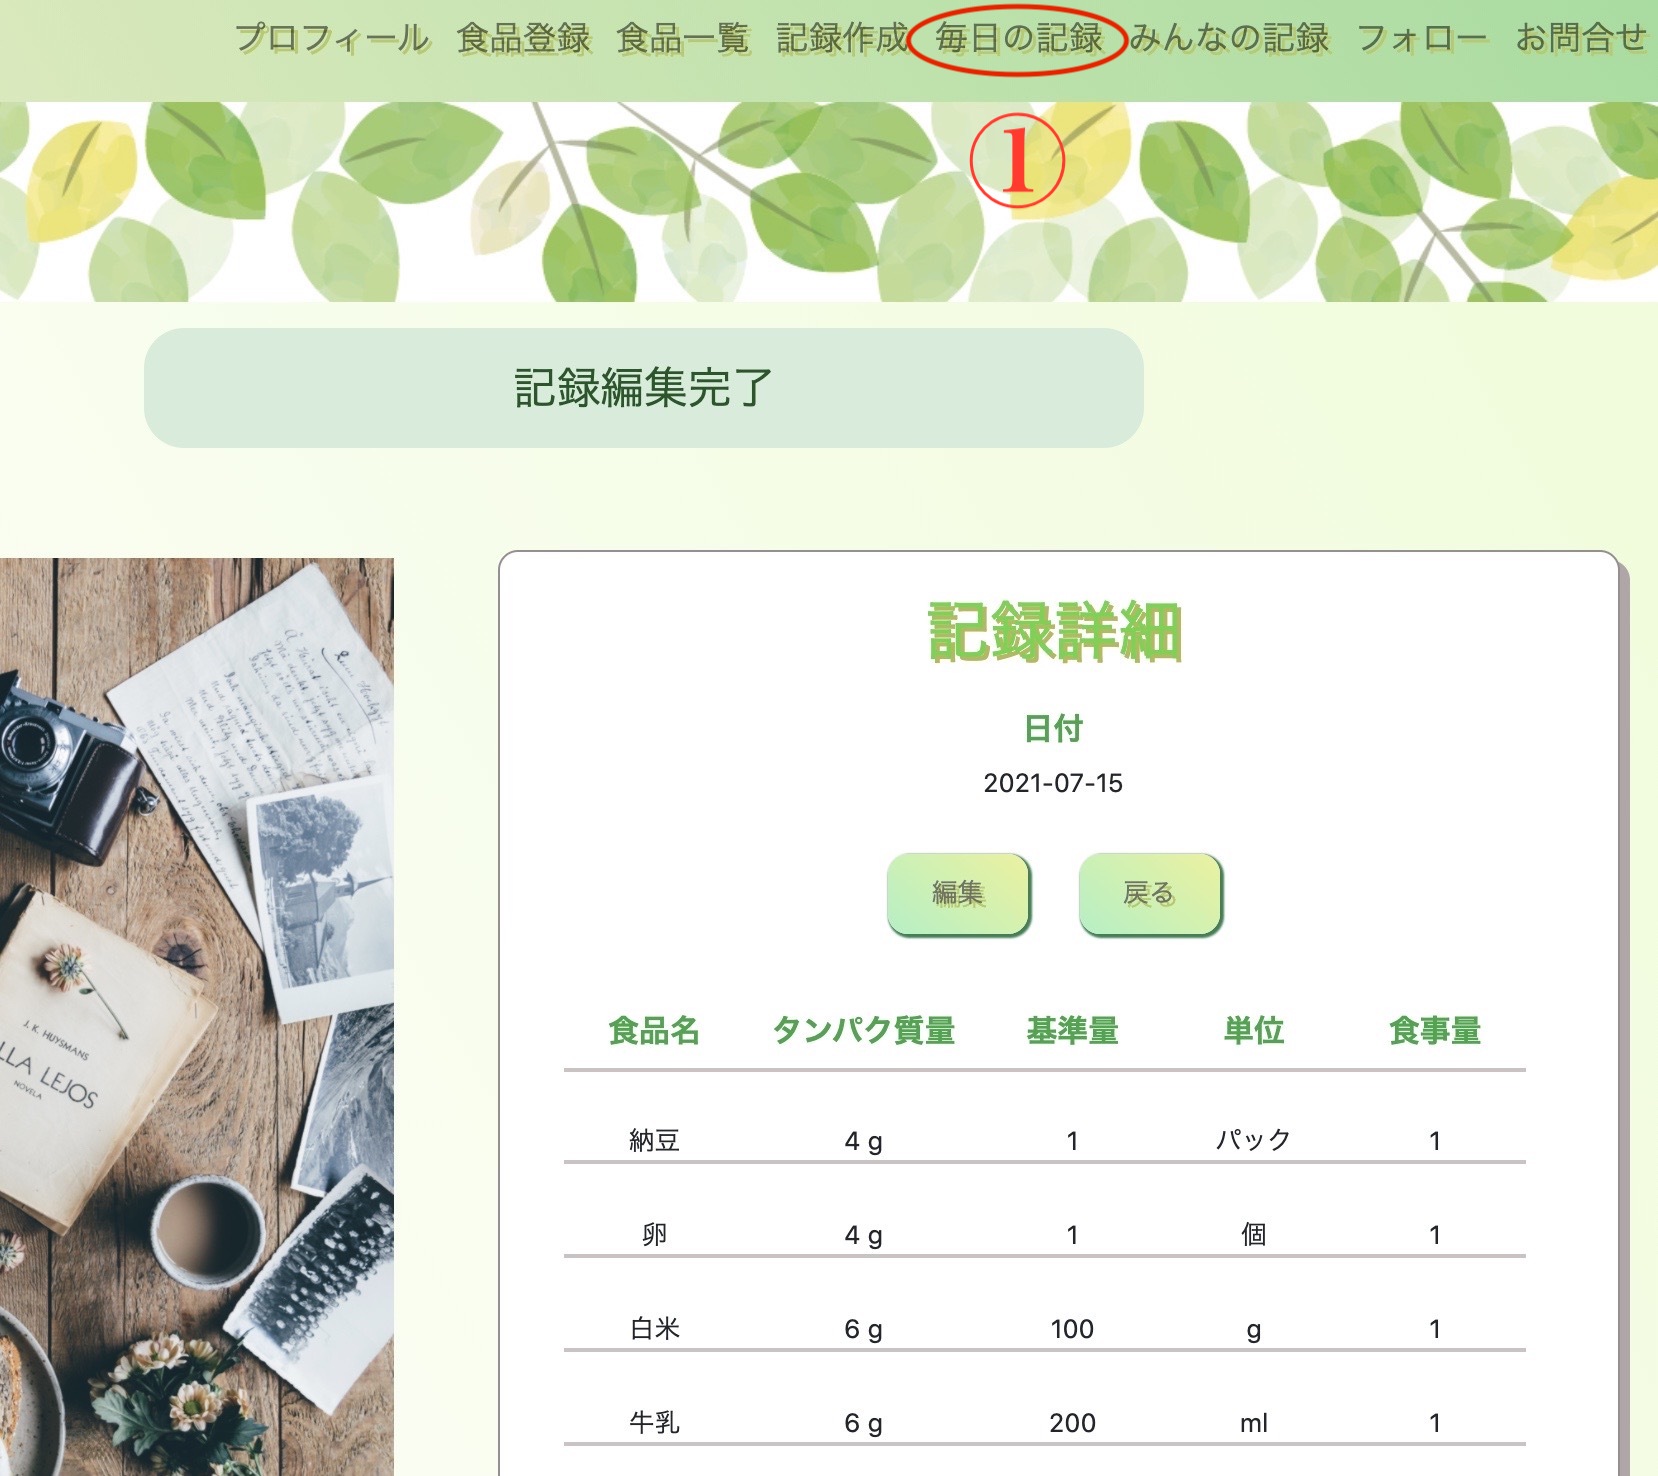 プロフィール 食品登録 食品一覧 記録作成 毎日の記録 みんなの記録 フォロー お問合せ
①
記録編集完了
記録詳細
日付
2021-07-15
編集 戻る
食品名 タンパク質量 基準量 単位 食事量
納豆 4 g 1 パック 1
卵 4 g 1 個 1
白米 6 g 100 g 1
牛乳 6 g 200 ml 1
J. K. HUYSMANS
LLA LEJOS
NOVELA